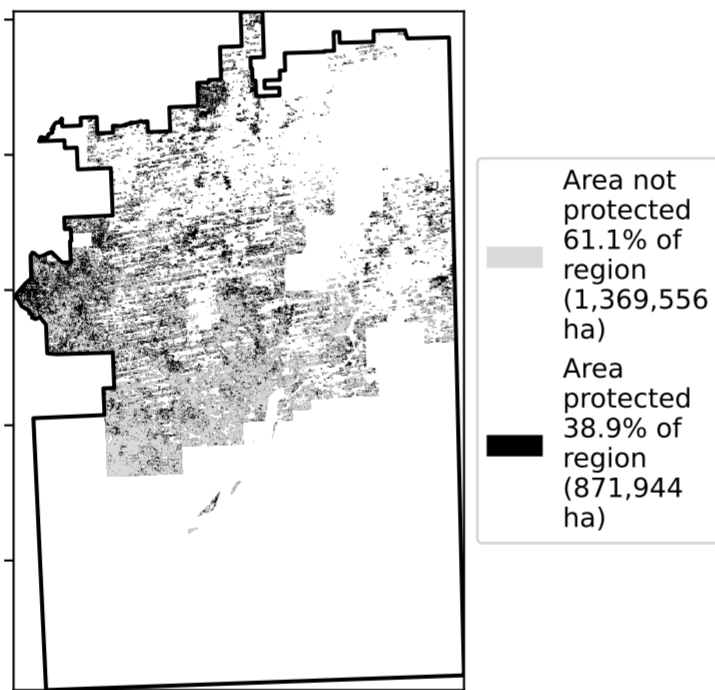 Area not
protected
61.1% of
region
(1,369,556
ha)
Area
protected
38.9% of
region
(871,944
ha)